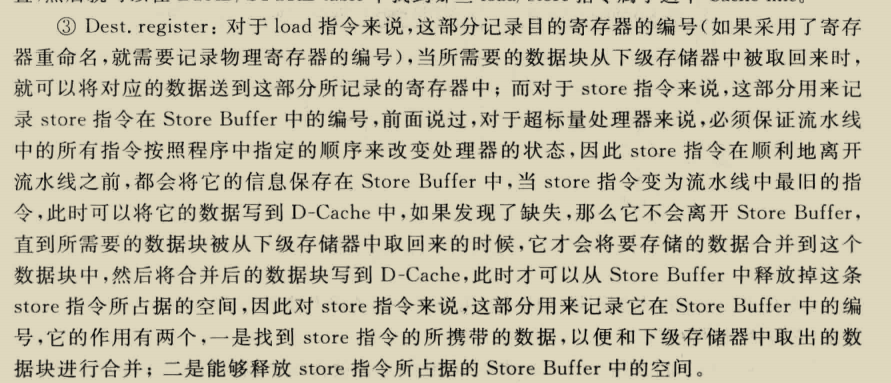 ③ Dest. register：对于 load 指令来说，这部分记录目的寄存器的编号（如果采用了寄存
器重命名，就需要记录物理寄存器的编号），当所需要的数据块从下级存储器中被取回来时，
就可以将对应的数据送到这部分所记录的寄存器中；而对于 store 指令来说，这部分用来记
录 store 指令在 Store Buffer 中的编号，前面说过，对于超标量处理器来说，必须保证流水线
中的所有指令按照程序中指定的顺序来改变处理器的状态，因此 store 指令在顺利地离开
流水线之前，都会将它的信息保存在 Store Buffer 中，当 store 指令变为流水线中最旧的指
令，此时可以将它的数据写到 D-Cache 中，如果发现了缺失，那么它不会离开 Store Buffer，
直到所需要的数据块被从下级存储器中取回来的时候，它才会将要存储的数据合并到这个
数据块中，然后将合并后的数据块写到 D-Cache，此时才可以从 Store Buffer 中释放掉这条
store 指令所占据的空间，因此对 store 指令来说，这部分用来记录它在 Store Buffer 中的编
号，它的作用有两个，一是找到 store 指令的所携带的数据，以便和下级存储器中取出的数
据块进行合并；二是能够释放 store 指令所占据的 Store Buffer 中的空间。